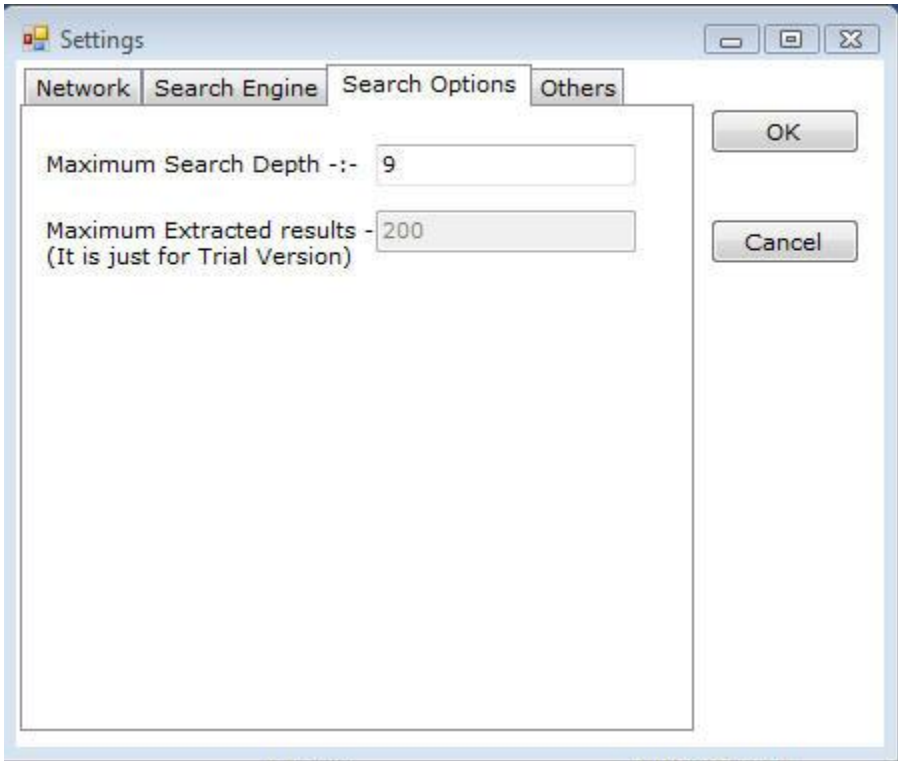 Settings
Network Search Engine Search Options Others
OK
Maximum Search Depth -:- 9
Maximum Extracted results - 200
(It is just for Trial Version)
Cancel